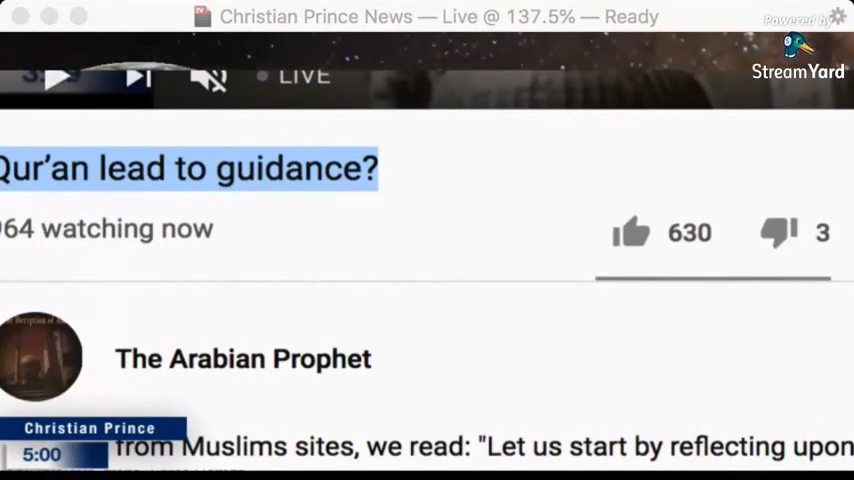 Christian Prince News — Live @ 137.5% — Ready
Powered by
StreamYard
LIVE
Qur’an lead to guidance?
964 watching now
630
3
The Arabian Prophet
Christian Prince
5:00
from Muslims sites, we read: "Let us start by reflecting upon